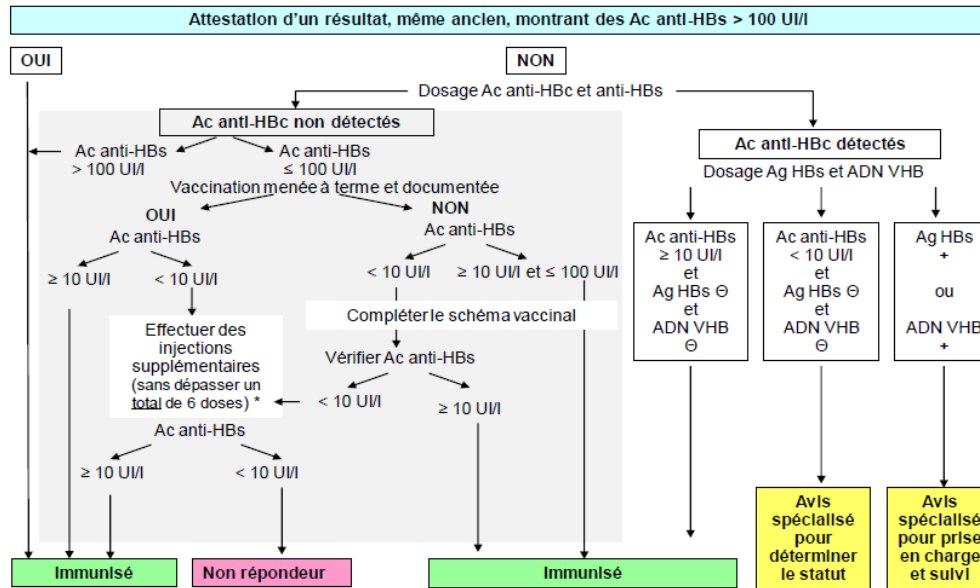 Attestation d'un résultat, même ancien, montrant des Ac anti-HBs > 100 UI/l
OUI
NON
Dosage Ac anti-HBc et anti-HBs
Ac anti-HBc non détectés
Ac anti-HBs
> 100 UI/l
Ac anti-HBs
≤ 100 UI/l
Vaccination menée à terme et documentée
OUI
Ac anti-HBs
≥ 10 UI/l
< 10 UI/l
Effectuer des
injections
supplémentaires
(sans dépasser un
total de 6 doses) *
Ac anti-HBs
≥ 10 UI/l
< 10 UI/l
NON
Ac anti-HBs
< 10 UI/l
≥ 10 UI/l et ≤ 100 UI/l
Compléter le schéma vaccinal
Vérifier Ac anti-HBs
< 10 UI/l
≥ 10 UI/l
Ac anti-HBc détectés
Dosage Ag HBs et ADN VHB
Ac anti-HBs
≥ 10 UI/l
et
Ag HBs Θ
et
ADN VHB
Θ
Ac anti-HBs
< 10 UI/l
et
Ag HBs Θ
et
ADN VHB
Θ
Ag HBs
+
ou
ADN VHB
+
Immunisé
Non répondeur
Immunisé
Avis
spécialisé
pour
déterminer
le statut
Avis
spécialisé
pour prise
en charge
et suivi